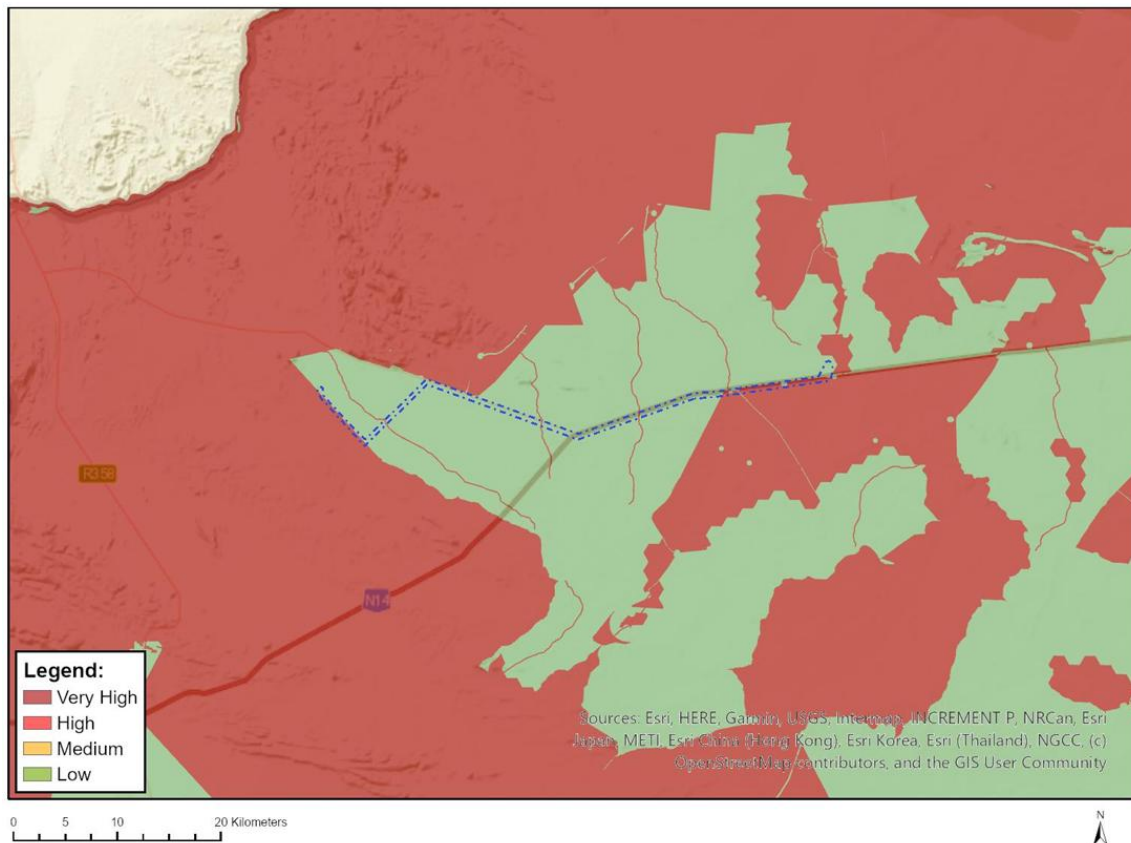 R358
N14
Legend:
Very High
High
Medium
Low
Sources: Esri, HERE, Garmin, USGS, Intermap, INCREMENT P, NRCan, Esri
Japan, METI, Esri China (Hong Kong), Esri Korea, Esri (Thailand), NGCC, (c)
OpenStreetMap contributors, and the GIS User Community
0 5 10 20 Kilometers
N